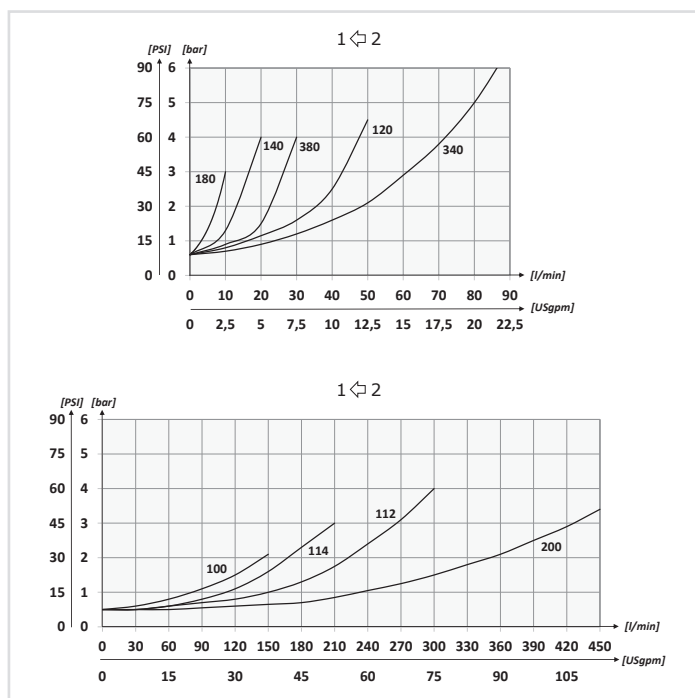 1 ⇦ 2
[PSI] [bar]
90 6
75 5
60 4 140 380 120
45 3 180 340
30 2
15 1
0 0 [l/min]
0 10 20 30 40 50 60 70 80 90
[USgpm]
0 2,5 5 7,5 10 12,5 15 17,5 20 22,5
1 ⇦ 2
[PSI] [bar]
90 6
75 5
60 4
45 3 112
30 2 100 114 200
15 1
0 0 [l/min]
0 30 60 90 120 150 180 210 240 270 300 330 360 390 420 450
[USgpm]
0 15 30 45 60 75 90 105